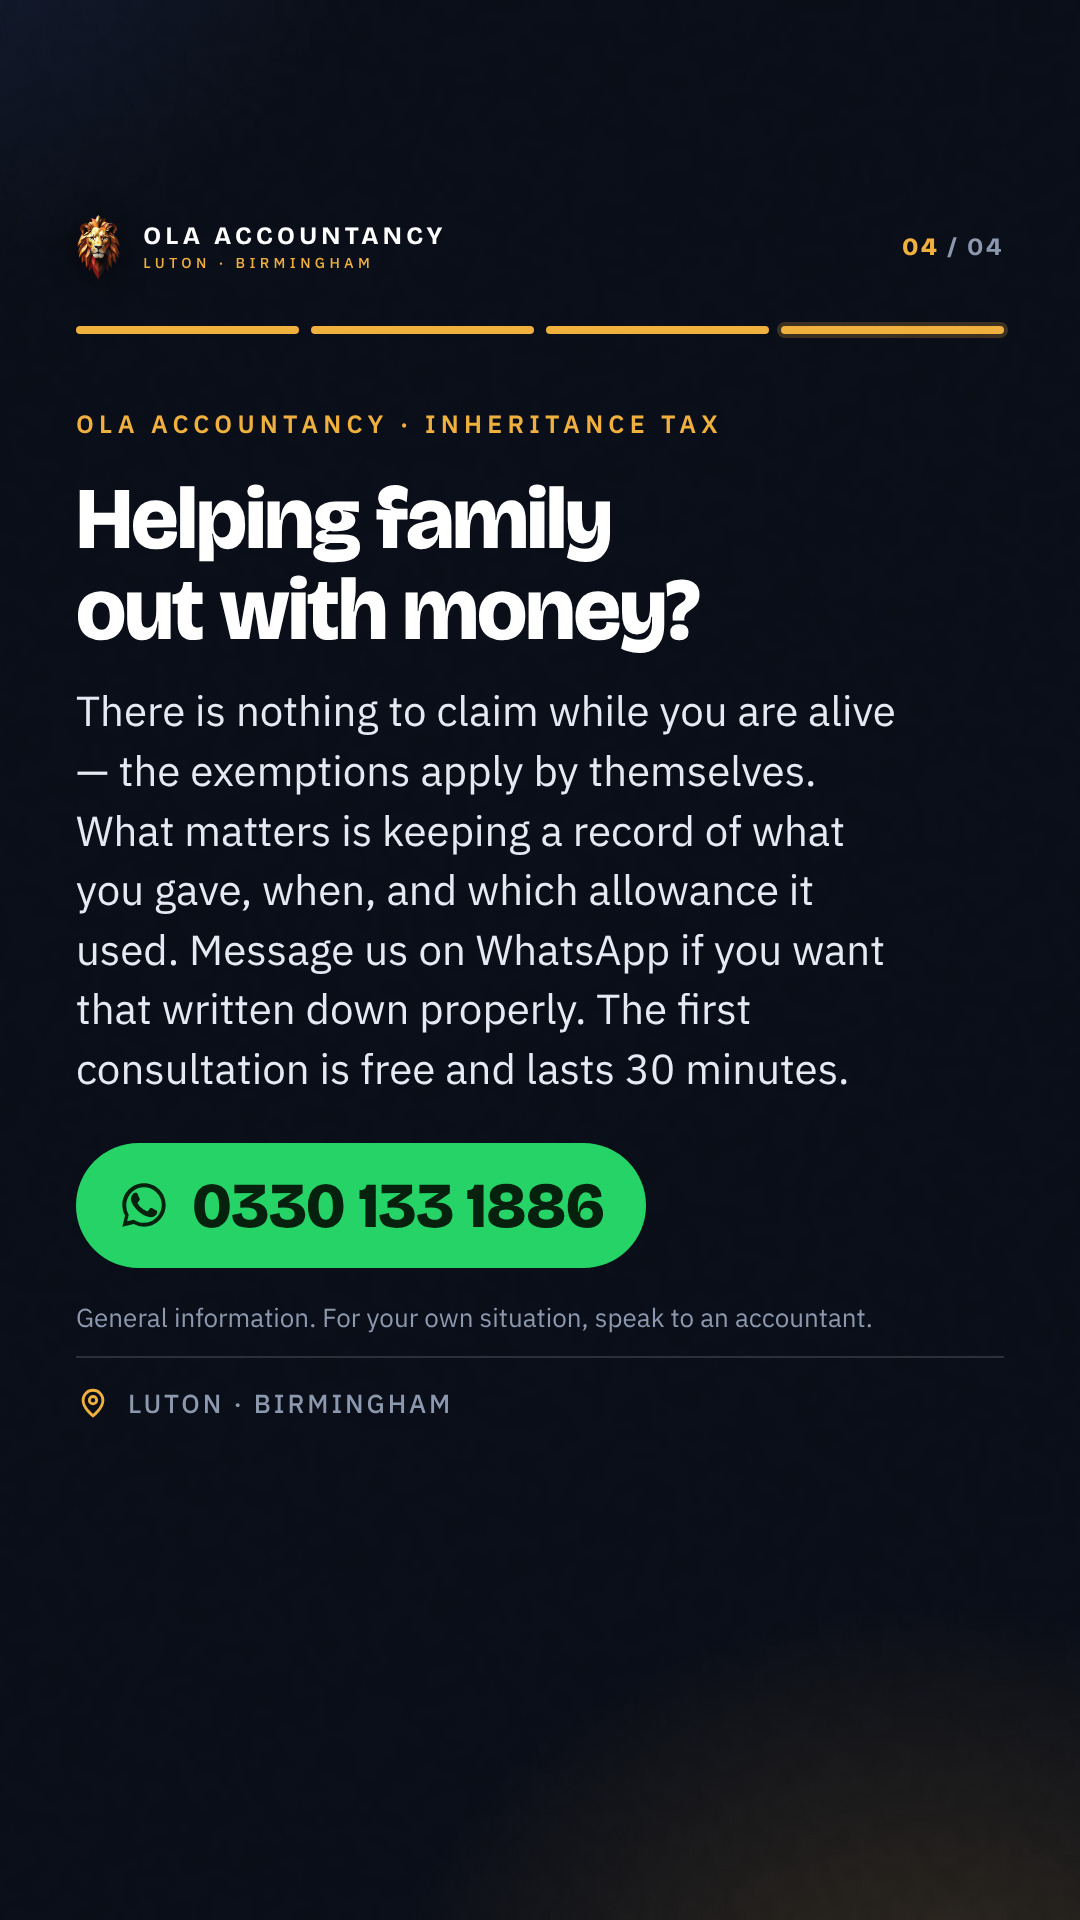 OLA ACCOUNTANCY
LUTON · BIRMINGHAM
04 / 04
OLA ACCOUNTANCY · INHERITANCE TAX
Helping family
out with money?
There is nothing to claim while you are alive
— the exemptions apply by themselves.
What matters is keeping a record of what
you gave, when, and which allowance it
used. Message us on WhatsApp if you want
that written down properly. The first
consultation is free and lasts 30 minutes.
0330 133 1886
General information. For your own situation, speak to an accountant.
LUTON · BIRMINGHAM